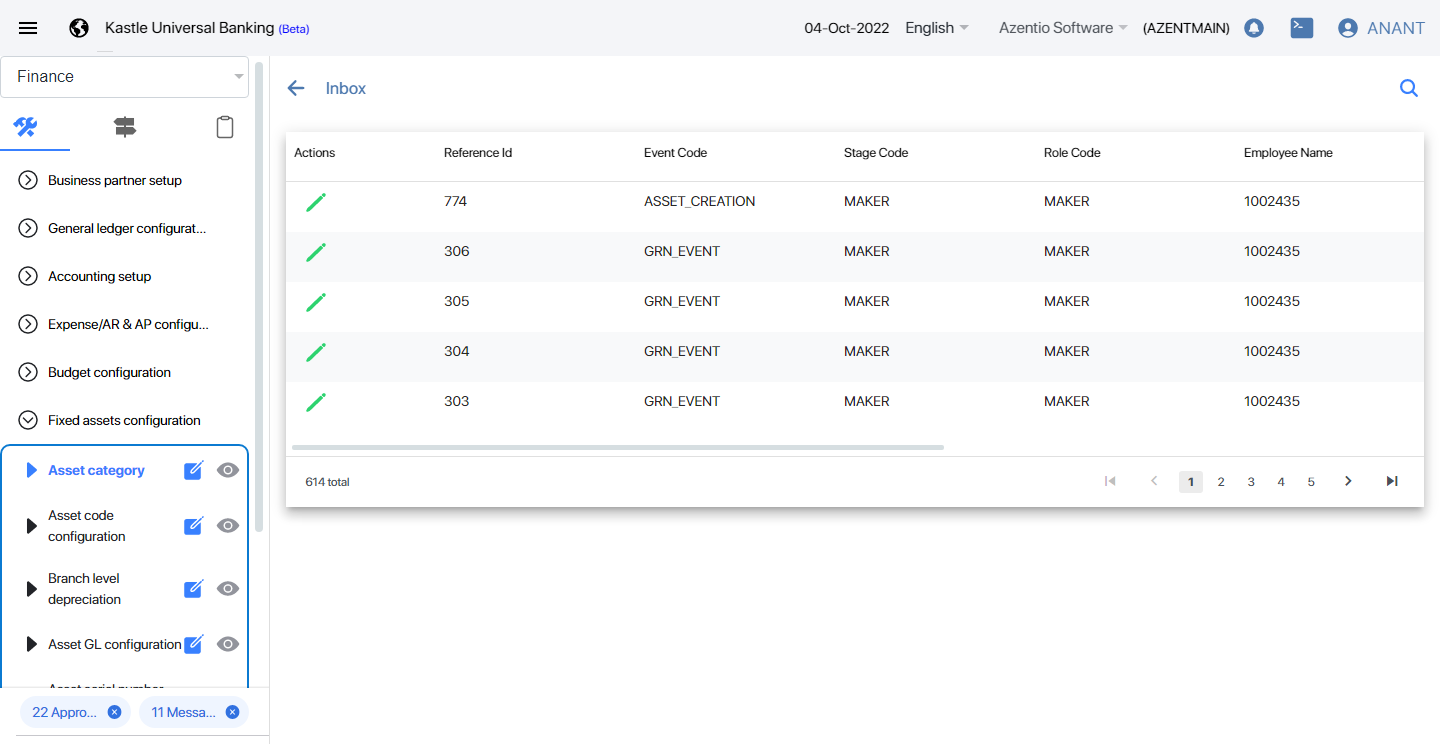 Kastle Universal Banking (Beta)
04-Oct-2022 English Azentio Software (AZENTMAIN) ANANT
Finance
Inbox
Business partner setup
General ledger configurat...
Accounting setup
Expense/AR & AP configu...
Budget configuration
Fixed assets configuration
Asset category
Asset code
configuration
Branch level
depreciation
Asset GL configuration
Asset serial number
22 Appro...
11 Messa...
Actions Reference Id Event Code Stage Code Role Code Employee Name
774 ASSET_CREATION MAKER MAKER 1002435
306 GRN_EVENT MAKER MAKER 1002435
305 GRN_EVENT MAKER MAKER 1002435
304 GRN_EVENT MAKER MAKER 1002435
303 GRN_EVENT MAKER MAKER 1002435
614 total
1 2 3 4 5